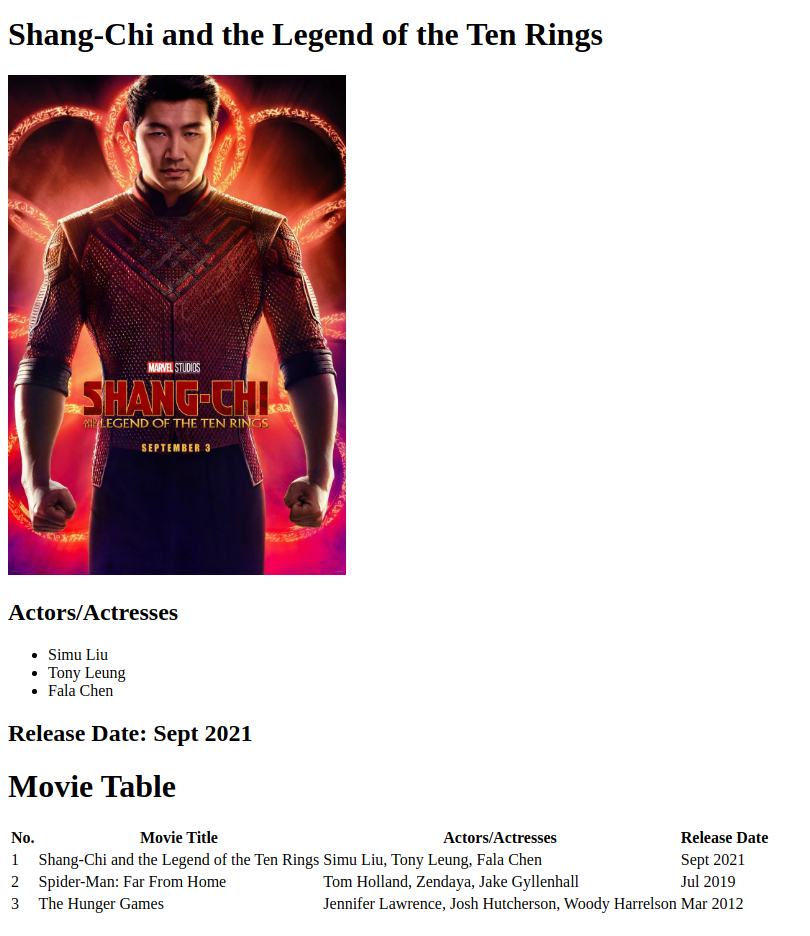 Shang-Chi and the Legend of the Ten Rings
MARVEL STUDIOS
SHANG-CHI
AND THE LEGEND OF THE TEN RINGS
SEPTEMBER 3
Actors/Actresses
Simu Liu
Tony Leung
Fala Chen
Release Date: Sept 2021
Movie Table
No. Movie Title Actors/Actresses Release Date
1 Shang-Chi and the Legend of the Ten Rings Simu Liu, Tony Leung, Fala Chen Sept 2021
2 Spider-Man: Far From Home Tom Holland, Zendaya, Jake Gyllenhall Jul 2019
3 The Hunger Games Jennifer Lawrence, Josh Hutcherson, Woody Harrelson Mar 2012